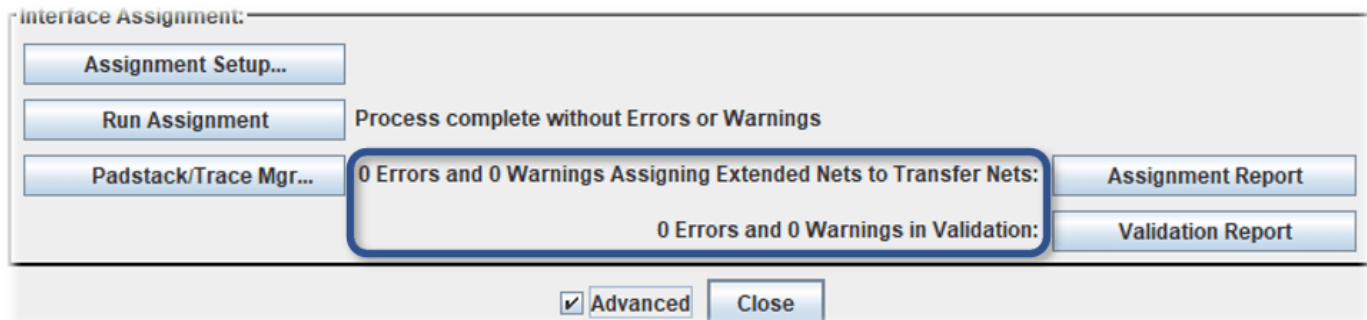 Interface Assignment:
Assignment Setup...
Run Assignment Process complete without Errors or Warnings
Padstack/Trace Mgr... 0 Errors and 0 Warnings Assigning Extended Nets to Transfer Nets: Assignment Report
0 Errors and 0 Warnings in Validation: Validation Report
Advanced Close